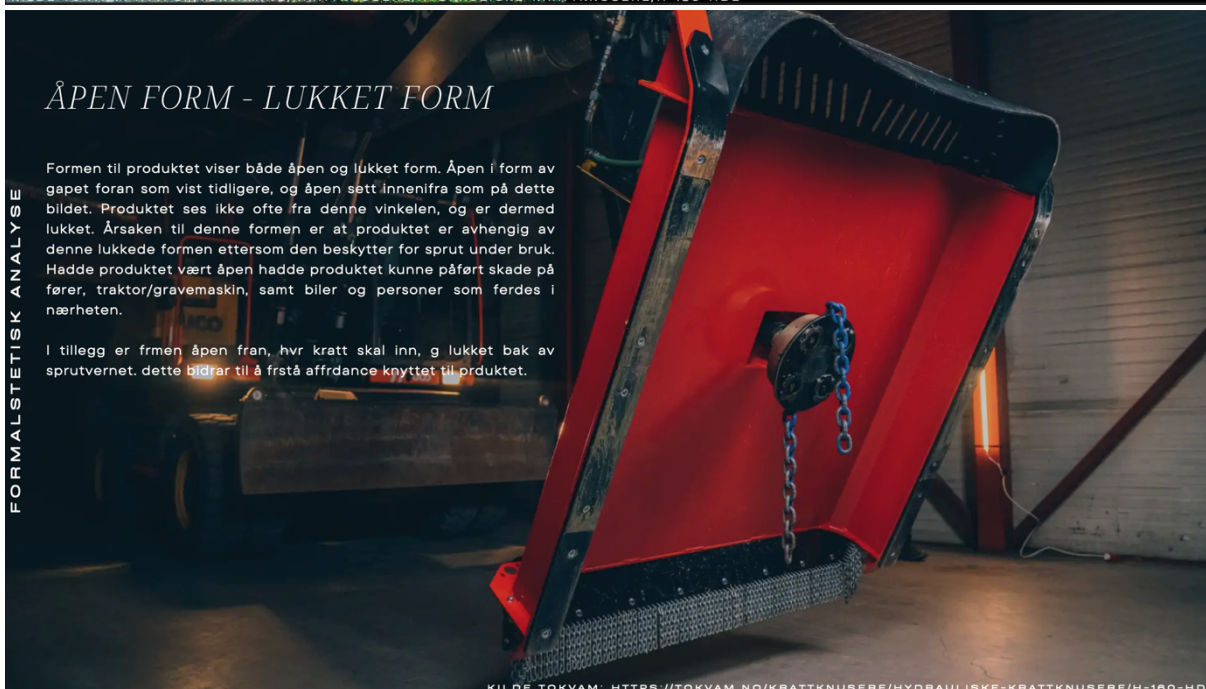 ÅPEN FORM - LUKKET FORM
Formen til produktet viser både åpen og lukket form. Åpen i form av
gapet foran som vist tidligere, og åpen sett innenifra som på dette
bildet. Produktet ses ikke ofte fra denne vinkelen, og er dermed
lukket. Årsaken til denne formen er at produktet er avhengig av
denne lukkede formen ettersom den beskytter for sprut under bruk.
Hadde produktet vært åpen hadde produktet kunne påført skade på
fører, traktor/gravemaskin, samt biler og personer som ferdes i
nærheten.
I tillegg er frmen åpen fran, hvr kratt skal inn, g lukket bak av
sprutvernet. dette bidrar til å frstå affrdance knyttet til prduktet.
FORMALSTETISK ANALYSE
KILDE TOKVAM: HTTPS://TOKVAM.NO/KRATTKNUSERE/HYDRAULISKE-KRATTKNUSERE/H-160-HD